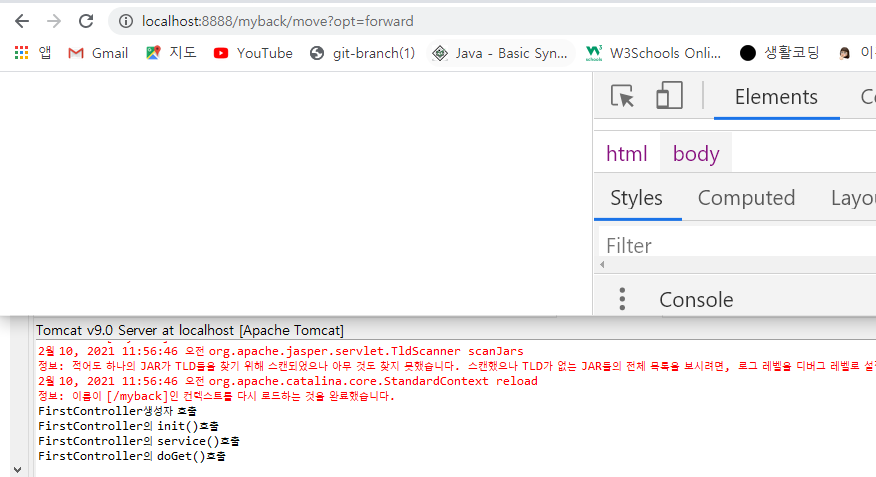 localhost:8888/myback/move?opt=forward
앱 Gmail 지도 YouTube git-branch(1) Java - Basic Syn... W3Schools Onli... 생활코딩
Elements
html body
Styles Computed Layou
Filter
Console
Tomcat v9.0 Server at localhost [Apache Tomcat]
2월 10, 2021 11:56:46 오전 org.apache.jasper.servlet.TldScanner scanJars
정보: 적어도 하나의 JAR가 TLD들을 찾기 위해 스캔되었으나 아무 것도 찾지 못했습니다. 스캔했으나 TLD가 없는 JAR들의 전체 목록을 보시려면, 로그 레벨을 디버그 레벨로 설정
2월 10, 2021 11:56:46 오전 org.apache.catalina.core.StandardContext reload
정보: 이름이 [/myback]인 컨텍스트를 다시 로드하는 것을 완료했습니다.
FirstController생성자 호출
FirstController의 init()호출
FirstController의 service()호출
FirstController의 doGet()호출